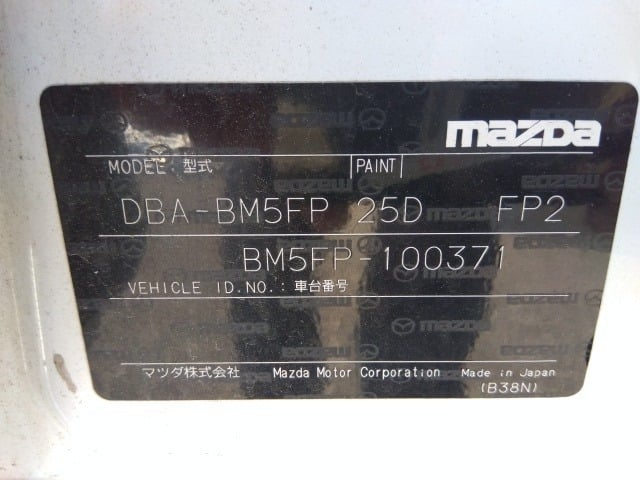 mazda
MODEL: 型式 PAINT
DBA-BM5FP 25D FP2
BM5FP-100371
VEHICLE ID.NO.: 車台番号
マツダ株式会社 Mazda Motor Corporation Made in Japan
(B38N)